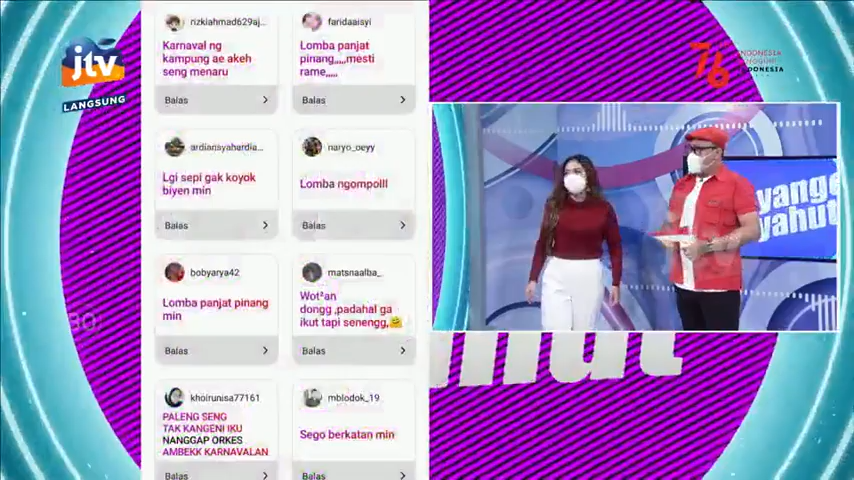 jtv
LANGSUNG
rizkiahmad629aj...
Karnaval ng
kampung ae akeh
seng menaru
Balas
faridaaisyi
Lomba panjat
pinang,,,,,mesti
rame,,,,,
Balas
ardiansyahardia...
Lgi sepi gak koyok
biyen min
Balas
naryo_oeyy
Lomba ngompolll
Balas
bobyarya42
Lomba panjat pinang
min
Balas
matsnaalba_
Wot²an
dongg ,padahal ga
ikut tapi senengg,🤗
Balas
khoirunisa77161
PALENG SENG
TAK KANGENI IKU
NANGGAP ORKES
AMBEKK KARNAVALAN
Balas
mblodok_19
Sego berkatan min
Balas
76
INDONESIA
TANGGUH
INDONESIA
yahut